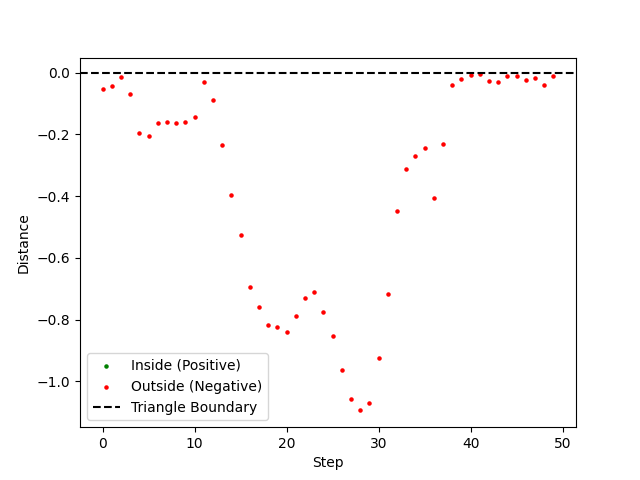 0.0
−0.2
−0.4
−0.6
−0.8
−1.0
Distance
Inside (Positive)
Outside (Negative)
Triangle Boundary
0 10 20 30 40 50
Step